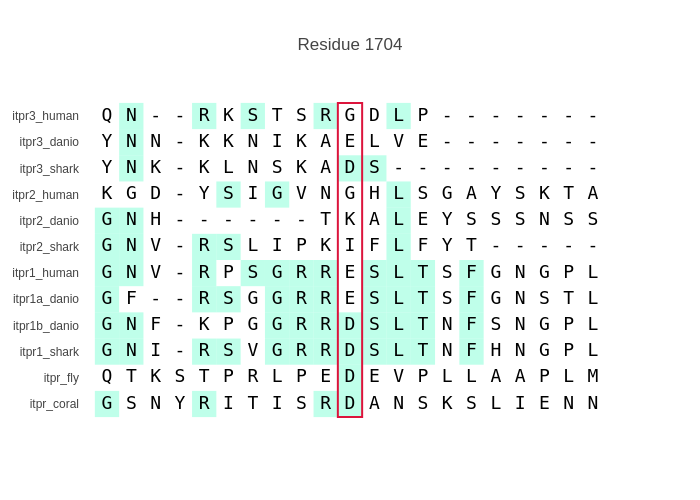 Residue 1704
itpr3_human Q N - - R K S T S R G D L P - - - - - - -
itpr3_danio Y N N - K K N I K A E L V E - - - - - - -
itpr3_shark Y N K - K L N S K A D S - - - - - - - - -
itpr2_human K G D - Y S I G V N G H L S G A Y S K T A
itpr2_danio G N H - - - - - - T K A L E Y S S S N S S
itpr2_shark G N V - R S L I P K I F L F Y T - - - - -
itpr1_human G N V - R P S G R R E S L T S F G N G P L
itpr1a_danio G F - - R S G G R R E S L T S F G N S T L
itpr1b_danio G N F - K P G G R R D S L T N F S N G P L
itpr1_shark G N I - R S V G R R D S L T N F H N G P L
itpr_fly Q T K S T P R L P E D E V P L L A A P L M
itpr_coral G S N Y R I T I S R D A N S K S L I E N N